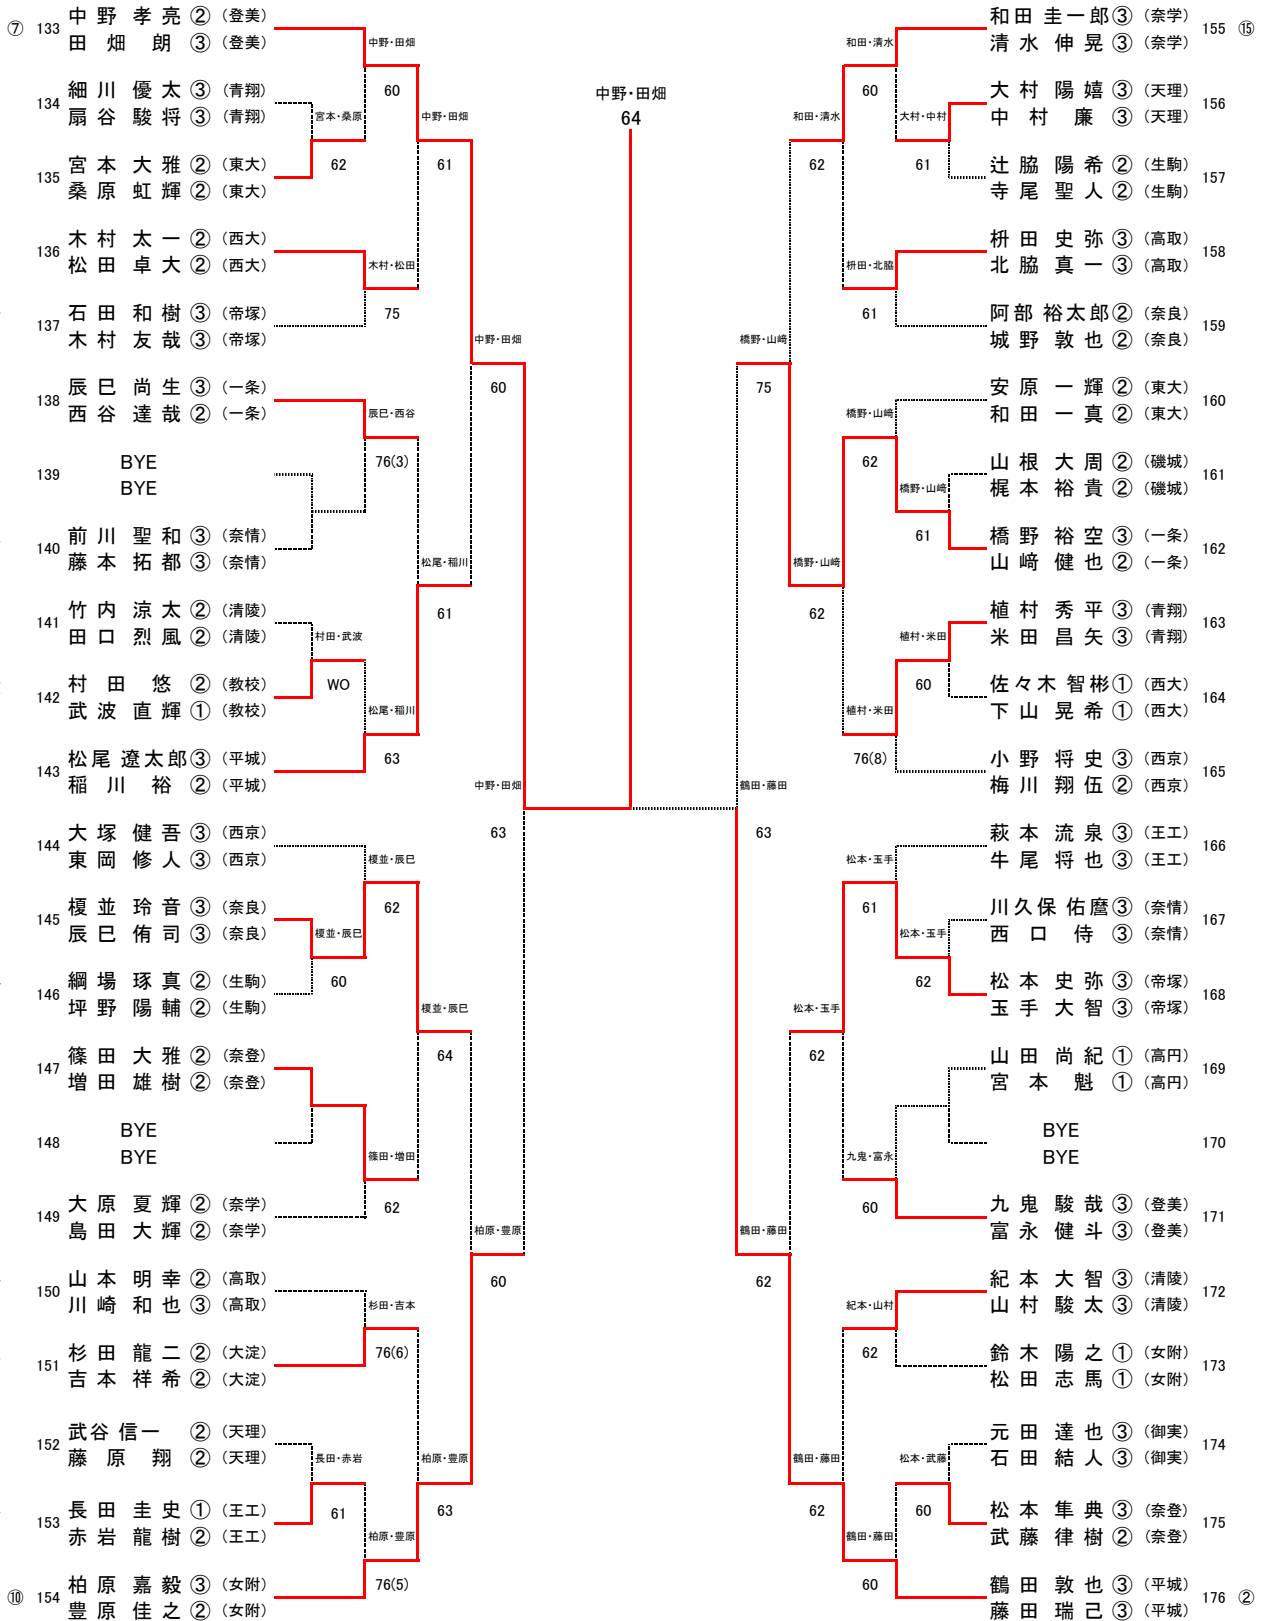 ⑦ 133 中野孝亮② (登美)
田畑朗③ (登美)
134 細川優太③ (青翔)
扇谷駿将③ (青翔)
135 宮本大雅② (東大)
桑原虹輝② (東大)
136 木村太一② (西大)
松田卓大② (西大)
137 石田和樹③ (帝塚)
木村友哉③ (帝塚)
138 辰巳尚生③ (一条)
西谷達哉② (一条)
139 BYE
BYE
140 前川聖和③ (奈情)
藤本拓都③ (奈情)
141 竹内涼太② (清陵)
田口烈風② (清陵)
142 村田悠② (教校)
武波直輝① (教校)
143 松尾遼太郎③ (平城)
稲川裕② (平城)
144 大塚健吾③ (西京)
東岡修人③ (西京)
145 榎並玲音③ (奈良)
辰巳侑司③ (奈良)
146 綱場琢真② (生駒)
坪野陽輔② (生駒)
147 篠田大雅② (奈登)
増田雄樹② (奈登)
148 BYE
BYE
149 大原夏輝② (奈学)
島田大輝② (奈学)
150 山本明幸② (高取)
川崎和也③ (高取)
151 杉田龍二② (大淀)
吉本祥希② (大淀)
152 武谷信一② (天理)
藤原翔② (天理)
153 長田圭史① (王工)
赤岩龍樹② (王工)
⑩ 154 柏原嘉毅③ (女附)
豊原佳之② (女附)
中野・田畑
60
宮本・桑原
62
中野・田畑
61
木村・松田
75
中野・田畑
60
辰巳・西谷
76(3)
松尾・稲川
61
村田・武波
WO
松尾・稲川
63
中野・田畑
63
榎並・辰巳
62
榎並・辰巳
60
榎並・辰巳
64
篠田・増田
62
柏原・豊原
60
杉田・吉本
76(6)
長田・赤岩
61
柏原・豊原
63
柏原・豊原
76(5)
中野・田畑
64
和田・清水
60
和田・清水
62
大村・中村
61
枡田・北脇
61
橋野・山﨑
75
橋野・山﨑
62
橋野・山﨑
61
橋野・山﨑
62
植村・米田
60
植村・米田
76(8)
鶴田・藤田
63
松本・玉手
61
松本・玉手
62
松本・玉手
62
九鬼・富永
60
鶴田・藤田
62
紀本・山村
62
鶴田・藤田
62
松本・武藤
60
鶴田・藤田
60
和田圭一郎③ (奈学) 155 ⑮
清水伸晃③ (奈学)
大村陽嬉③ (天理) 156
中村廉③ (天理)
辻脇陽希② (生駒) 157
寺尾聖人② (生駒)
枡田史弥③ (高取) 158
北脇真一③ (高取)
阿部裕太郎② (奈良) 159
城野敦也② (奈良)
安原一輝② (東大) 160
和田一真② (東大)
山根大周② (磯城) 161
梶本裕貴② (磯城)
橋野裕空③ (一条) 162
山﨑健也② (一条)
植村秀平③ (青翔) 163
米田昌矢③ (青翔)
佐々木智彬① (西大) 164
下山晃希① (西大)
小野将史③ (西京) 165
梅川翔伍② (西京)
萩本流泉③ (王工) 166
牛尾将也③ (王工)
川久保佑麿③ (奈情) 167
西口侍③ (奈情)
松本史弥③ (帝塚) 168
玉手大智③ (帝塚)
山田尚紀① (高円) 169
宮本魁① (高円)
BYE 170
BYE
九鬼駿哉③ (登美) 171
富永健斗③ (登美)
紀本大智③ (清陵) 172
山村駿太③ (清陵)
鈴木陽之① (女附) 173
松田志馬① (女附)
元田達也③ (御実) 174
石田結人③ (御実)
松本隼典③ (奈登) 175
武藤律樹② (奈登)
鶴田敦也③ (平城) 176 ②
藤田瑞己③ (平城)